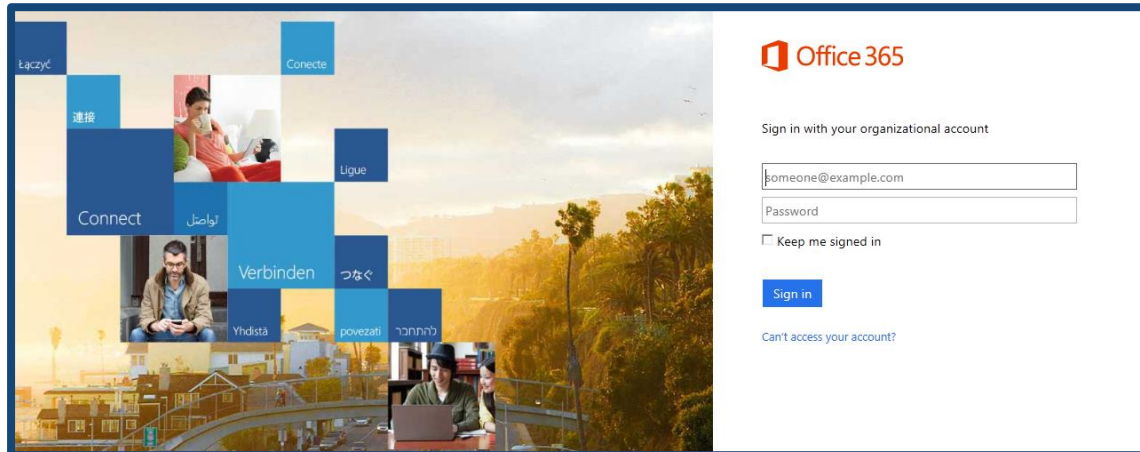 Łączyć
Conecte
連接
Ligue
Connect
تواصل
Verbinden
つなぐ
Yhdistä
povezati
להתחבר
Office 365
Sign in with your organizational account
someone@example.com
Password
Keep me signed in
Sign in
Can't access your account?